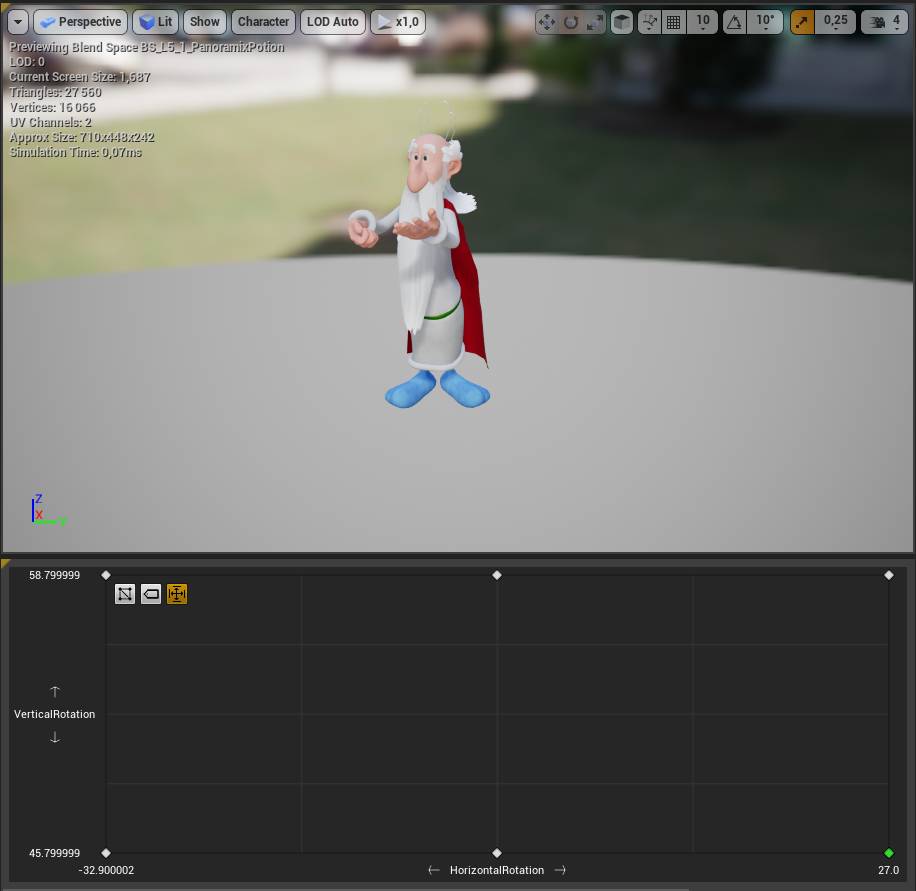 Perspective Lit Show Character LOD Auto x1,0 10 10° 0,25 4
Previewing Blend Space BS_L5_1_PanoramixPotion
LOD: 0
Current Screen Size: 1,687
Triangles: 27 560
Vertices: 16 066
UV Channels: 2
Approx Size: 710x448x242
Simulation Time: 0,07ms
Z
X
Y
58.799999
VerticalRotation
45.799999
-32.900002 HorizontalRotation 27.0